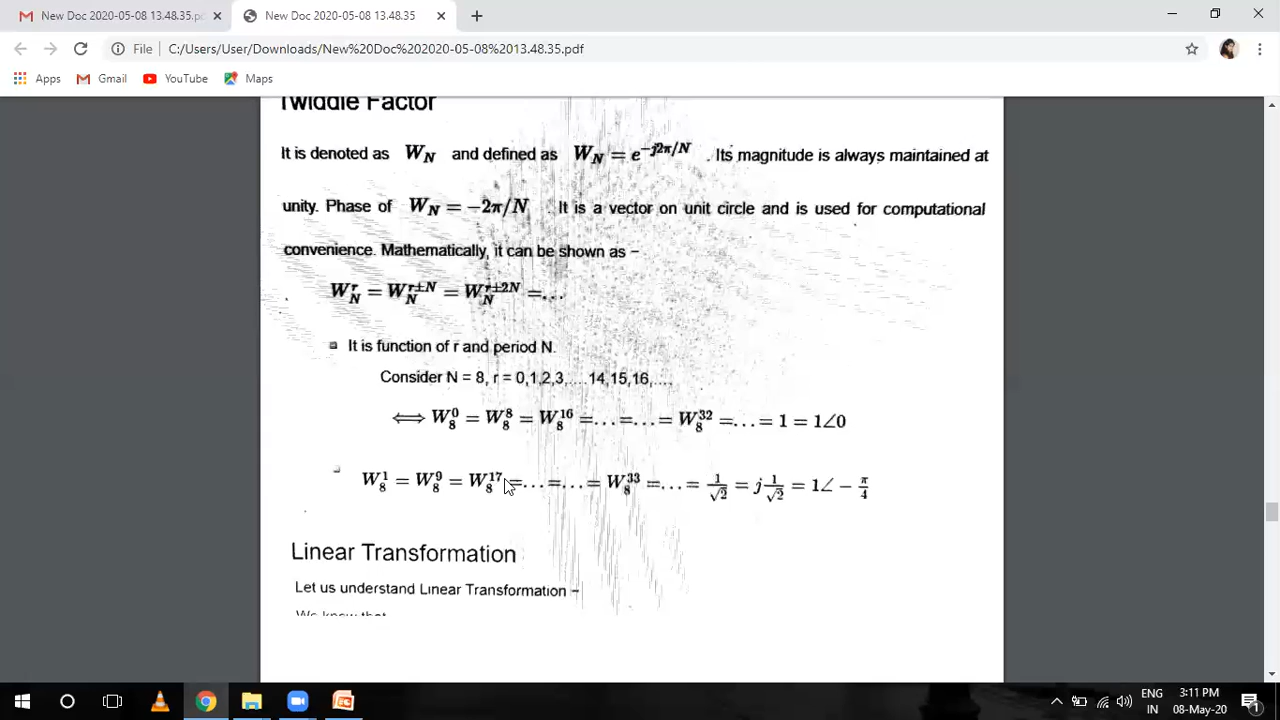 New Doc 2020-05-08 13.48.35.pd
New Doc 2020-05-08 13.48.35
File C:/Users/User/Downloads/New%20Doc%202020-05-08%2013.48.35.pdf
Apps Gmail YouTube Maps
Twiddle Factor
It is denoted as W_N and defined as W_N = e^{-j2π/N} . Its magnitude is always maintained at
unity. Phase of W_N = −2π/N . It is a vector on unit circle and is used for computational
convenience. Mathematically, it can be shown as −
W_N^r = W_N^{r±N} = W_N^{r±2N} =...
It is function of r and period N.
Consider N = 8, r = 0,1,2,3,....14,15,16,....
⟺ W_8^0 = W_8^8 = W_8^{16} =...=...= W_8^{32} =...= 1 = 1∠0
W_8^1 = W_8^9 = W_8^{17} =...=...= W_8^{33} =...= 1/√2 = j 1/√2 = 1∠ − π/4
Linear Transformation
Let us understand Linear Transformation −
We know that
ENG 3:11 PM
IN 08-May-20
1